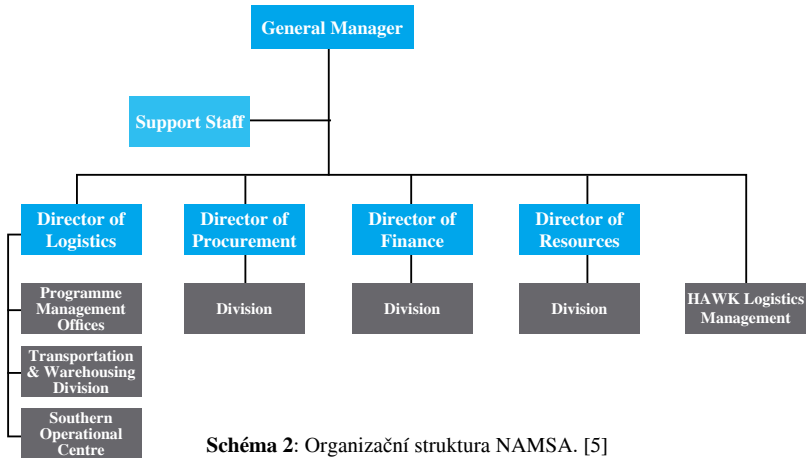 General Manager
Support Staff
Director of
Logistics
Director of
Procurement
Director of
Finance
Director of
Resources
Programme
Management
Offices
Division
Division
Division
HAWK Logistics
Management
Transportation
& Warehousing
Division
Southern
Operational
Centre
Schéma 2: Organizační struktura NAMSA. [5]